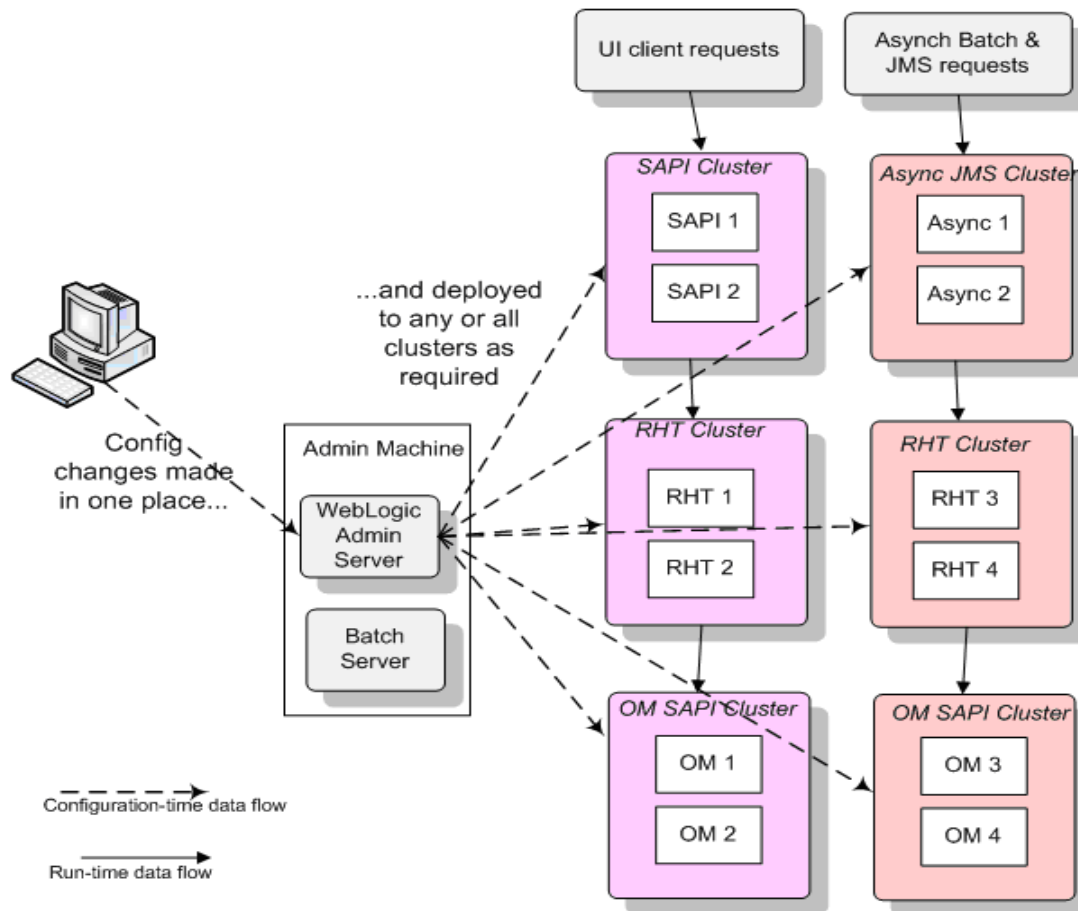 UI client requests
Asynch Batch &
JMS requests
SAPI Cluster
SAPI 1
SAPI 2
Async JMS Cluster
Async 1
Async 2
...and deployed
to any or all
clusters as
required
Config
changes made
in one place...
Admin Machine
WebLogic
Admin
Server
Batch
Server
RHT Cluster
RHT 1
RHT 2
RHT Cluster
RHT 3
RHT 4
OM SAPI Cluster
OM 1
OM 2
OM SAPI Cluster
OM 3
OM 4
Configuration-time data flow
Run-time data flow